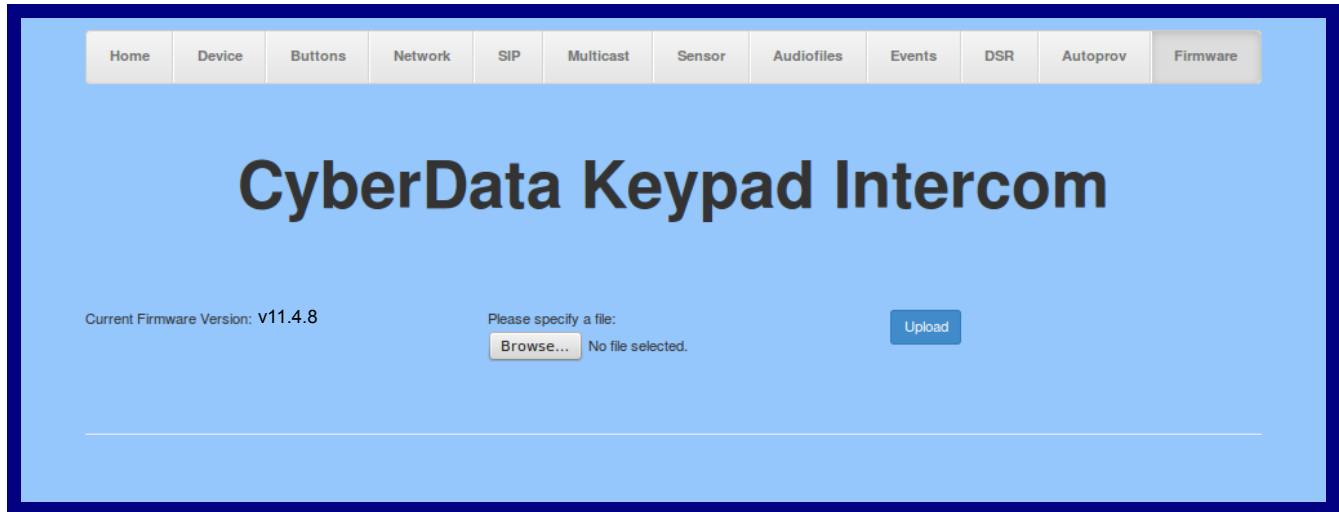 Home Device Buttons Network SIP Multicast Sensor Audiofiles Events DSR Autoprov Firmware
CyberData Keypad Intercom
Current Firmware Version: v11.4.8
Please specify a file:
Browse... No file selected.
Upload